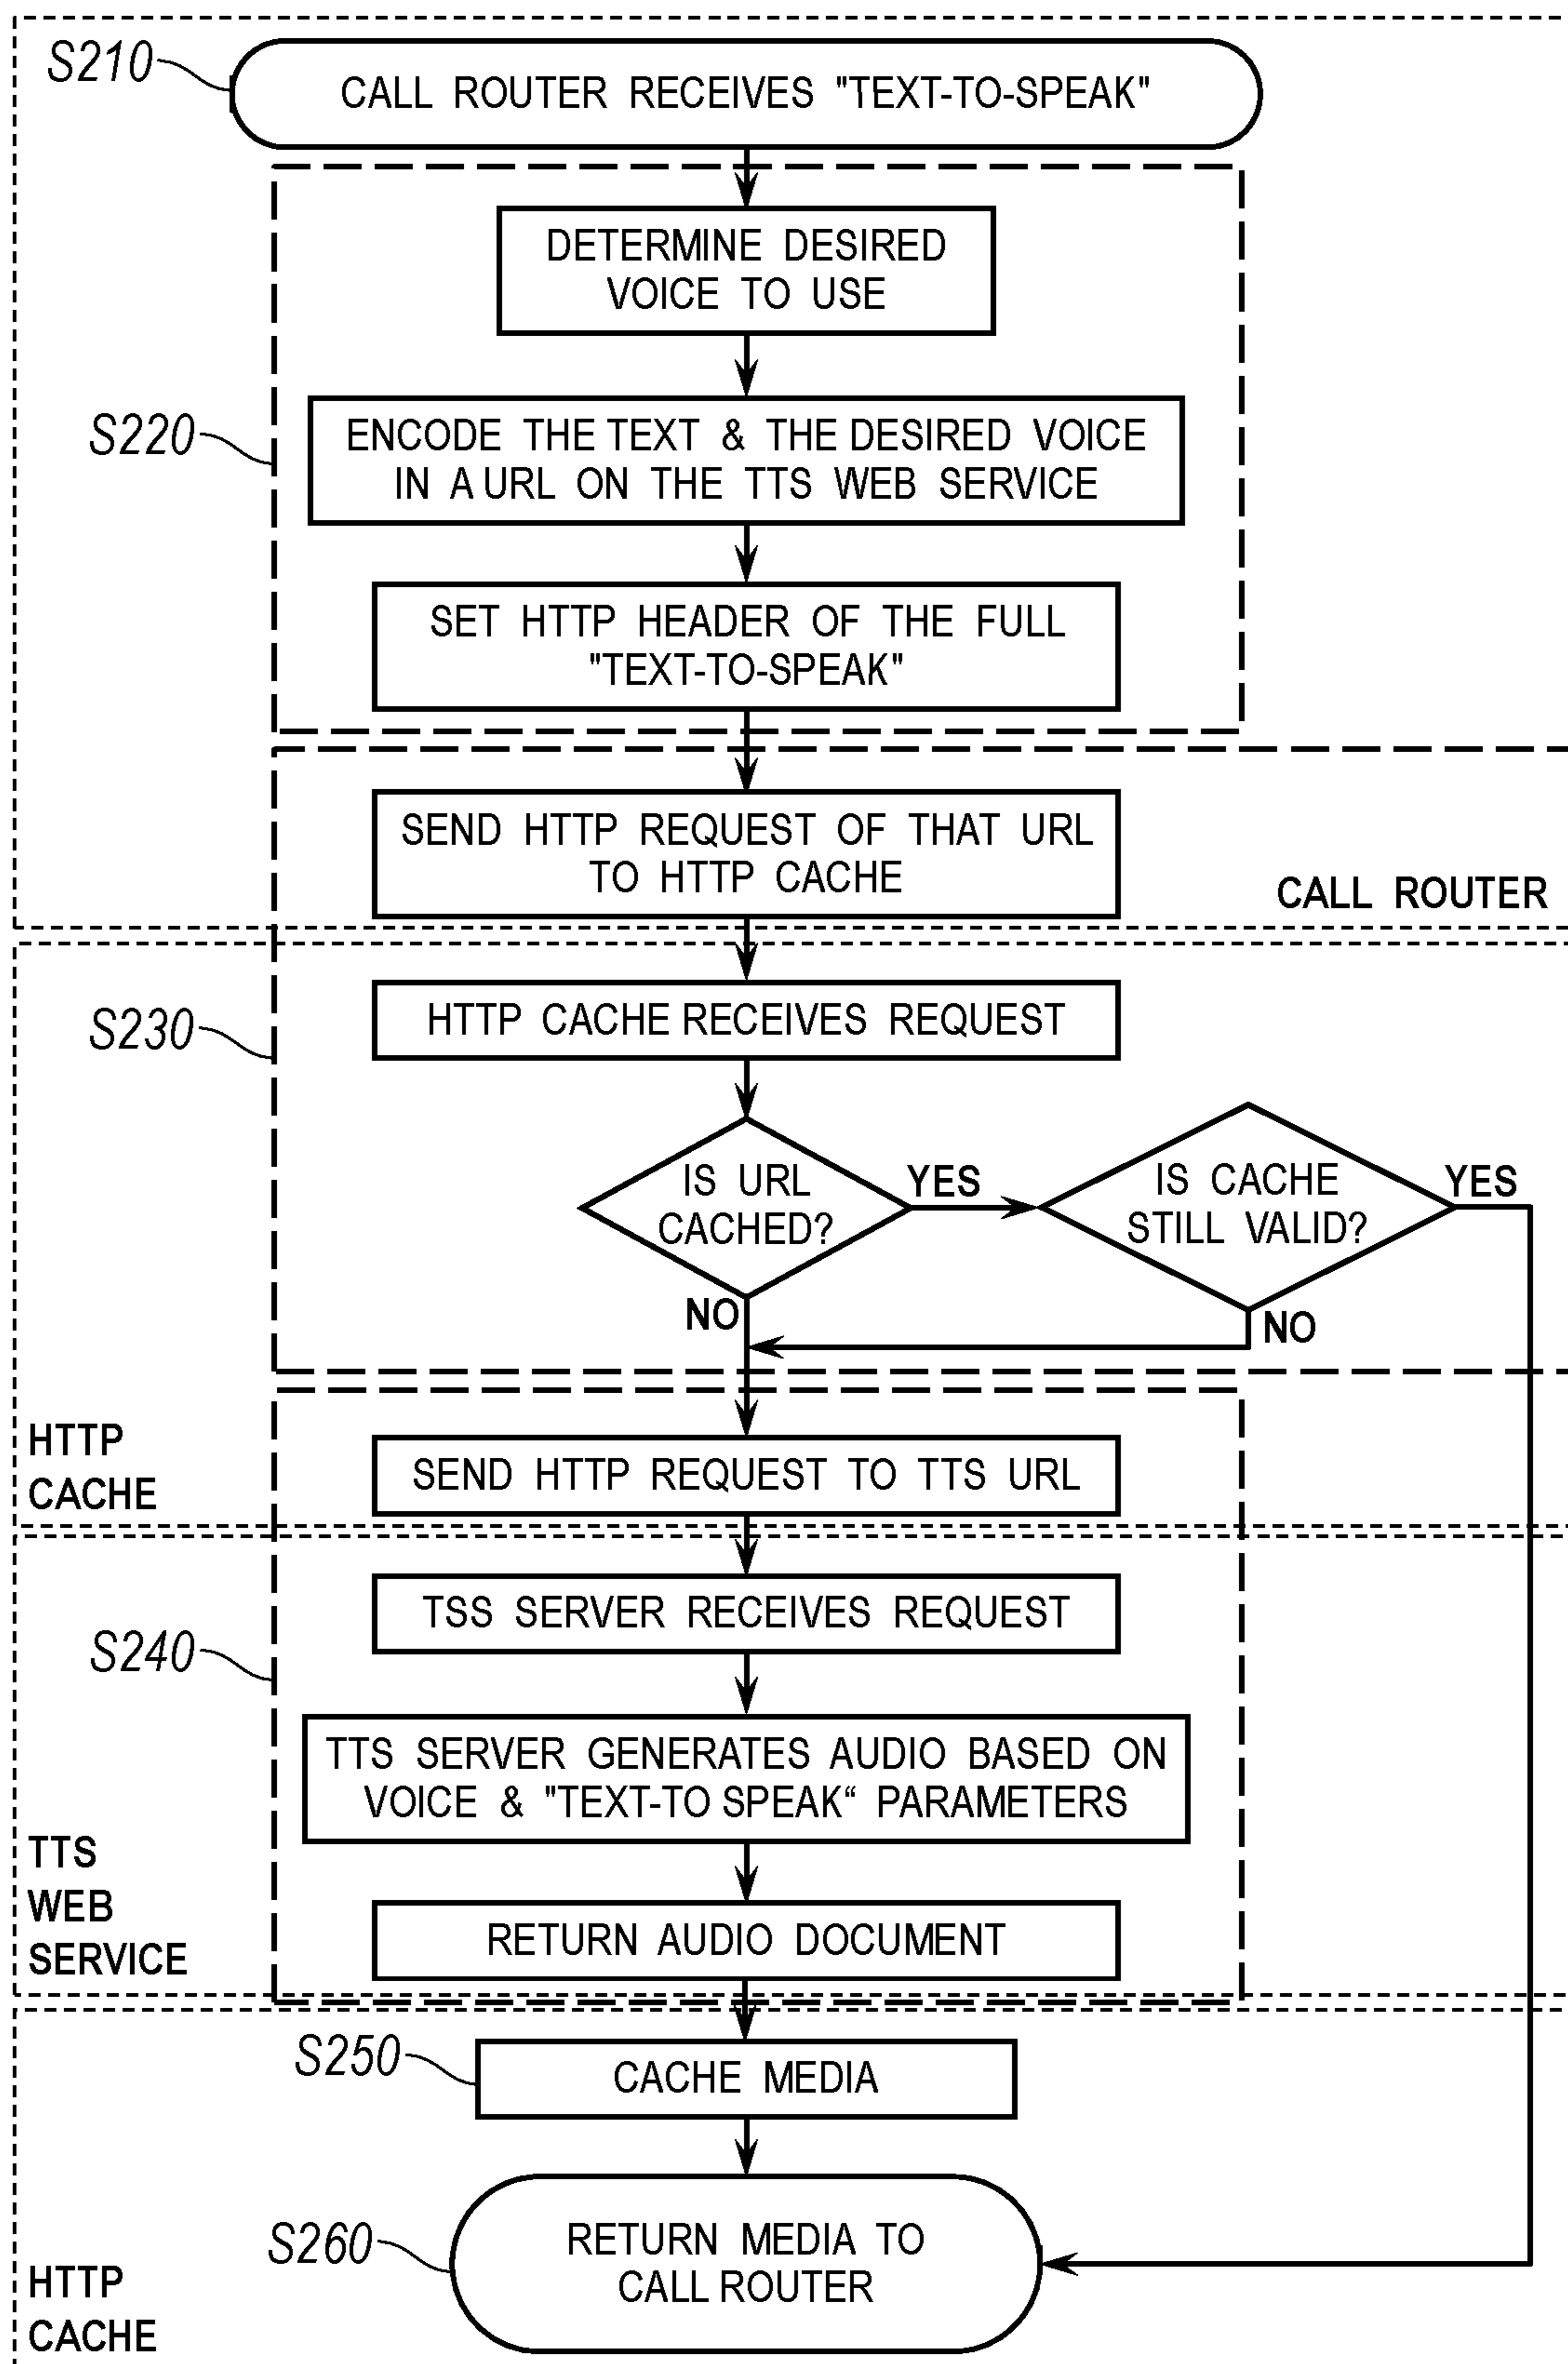 S210
CALL ROUTER RECEIVES "TEXT-TO-SPEAK"
DETERMINE DESIRED
VOICE TO USE
S220
ENCODE THE TEXT & THE DESIRED VOICE
IN A URL ON THE TTS WEB SERVICE
SET HTTP HEADER OF THE FULL
"TEXT-TO-SPEAK"
SEND HTTP REQUEST OF THAT URL
TO HTTP CACHE
CALL ROUTER
S230
HTTP CACHE RECEIVES REQUEST
IS URL
CACHED?
YES
IS CACHE
STILL VALID?
YES
NO
NO
HTTP
CACHE
SEND HTTP REQUEST TO TTS URL
TSS SERVER RECEIVES REQUEST
S240
TTS SERVER GENERATES AUDIO BASED ON
VOICE & "TEXT-TO SPEAK“ PARAMETERS
TTS
WEB
SERVICE
RETURN AUDIO DOCUMENT
S250
CACHE MEDIA
S260
RETURN MEDIA TO
CALL ROUTER
HTTP
CACHE